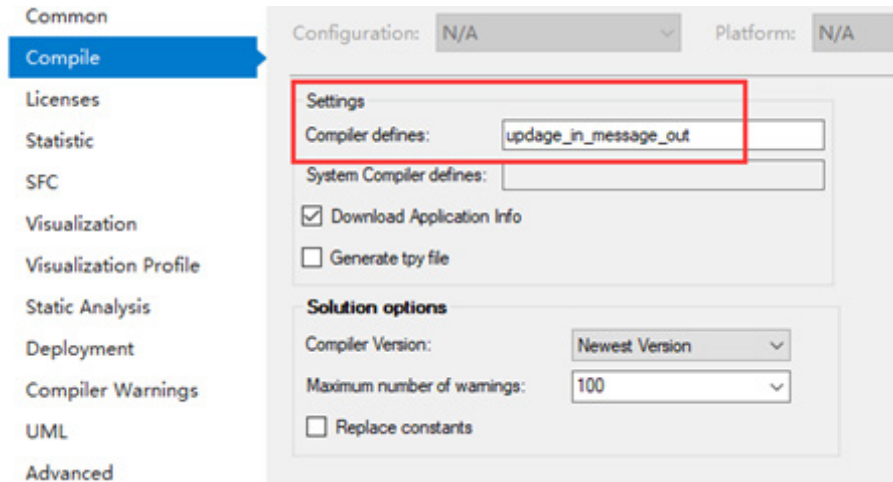 Common
Compile
Licenses
Statistic
SFC
Visualization
Visualization Profile
Static Analysis
Deployment
Compiler Warnings
UML
Advanced
Configuration: N/A Platform: N/A
Settings
Compiler defines: updage_in_message_out
System Compiler defines:
Download Application Info
Generate tpy file
Solution options
Compiler Version: Newest Version
Maximum number of warnings: 100
Replace constants